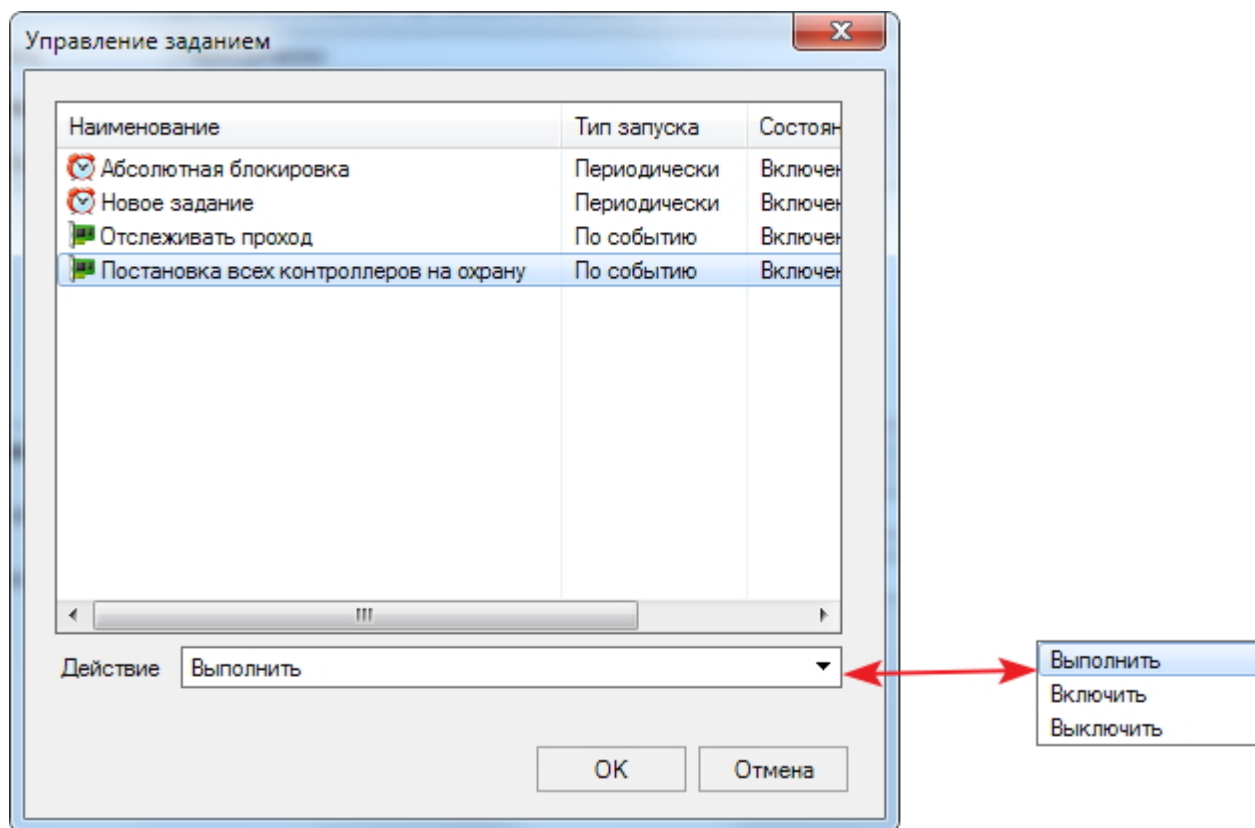 Управление заданием
Наименование Тип запуска Состоян
Абсолютная блокировка Периодически Включен
Новое задание Периодически Включен
Отслеживать проход По событию Включен
Постановка всех контроллеров на охрану По событию Включен
Действие Выполнить
Выполнить
Включить
Выключить
OK Отмена